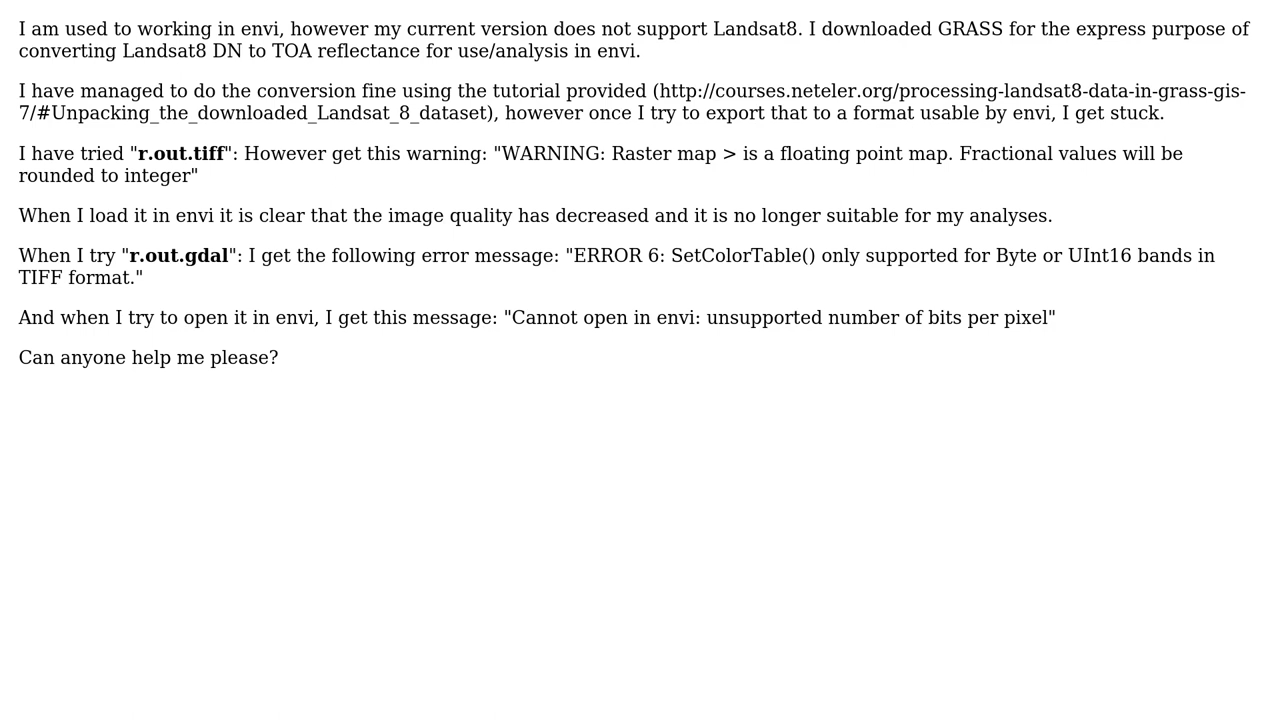 I am used to working in envi, however my current version does not support Landsat8. I downloaded GRASS for the express purpose of
converting Landsat8 DN to TOA reflectance for use/analysis in envi.
I have managed to do the conversion fine using the tutorial provided (http://courses.neteler.org/processing-landsat8-data-in-grass-gis-
7/#Unpacking_the_downloaded_Landsat_8_dataset), however once I try to export that to a format usable by envi, I get stuck.
I have tried "r.out.tiff": However get this warning: "WARNING: Raster map > is a floating point map. Fractional values will be
rounded to integer"
When I load it in envi it is clear that the image quality has decreased and it is no longer suitable for my analyses.
When I try "r.out.gdal": I get the following error message: "ERROR 6: SetColorTable() only supported for Byte or UInt16 bands in
TIFF format."
And when I try to open it in envi, I get this message: "Cannot open in envi: unsupported number of bits per pixel"
Can anyone help me please?